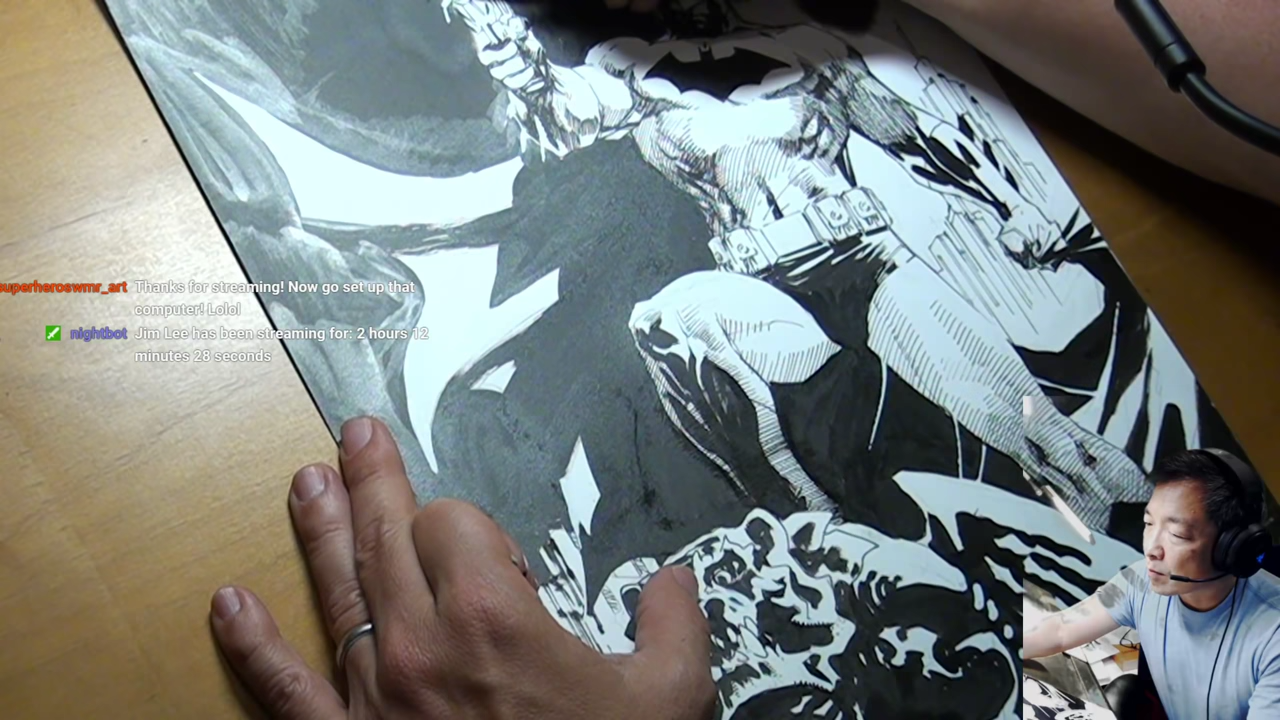 superheroswmr_art Thanks for streaming! Now go set up that
computer! Lolol
nightbot Jim Lee has been streaming for: 2 hours 12
minutes 28 seconds